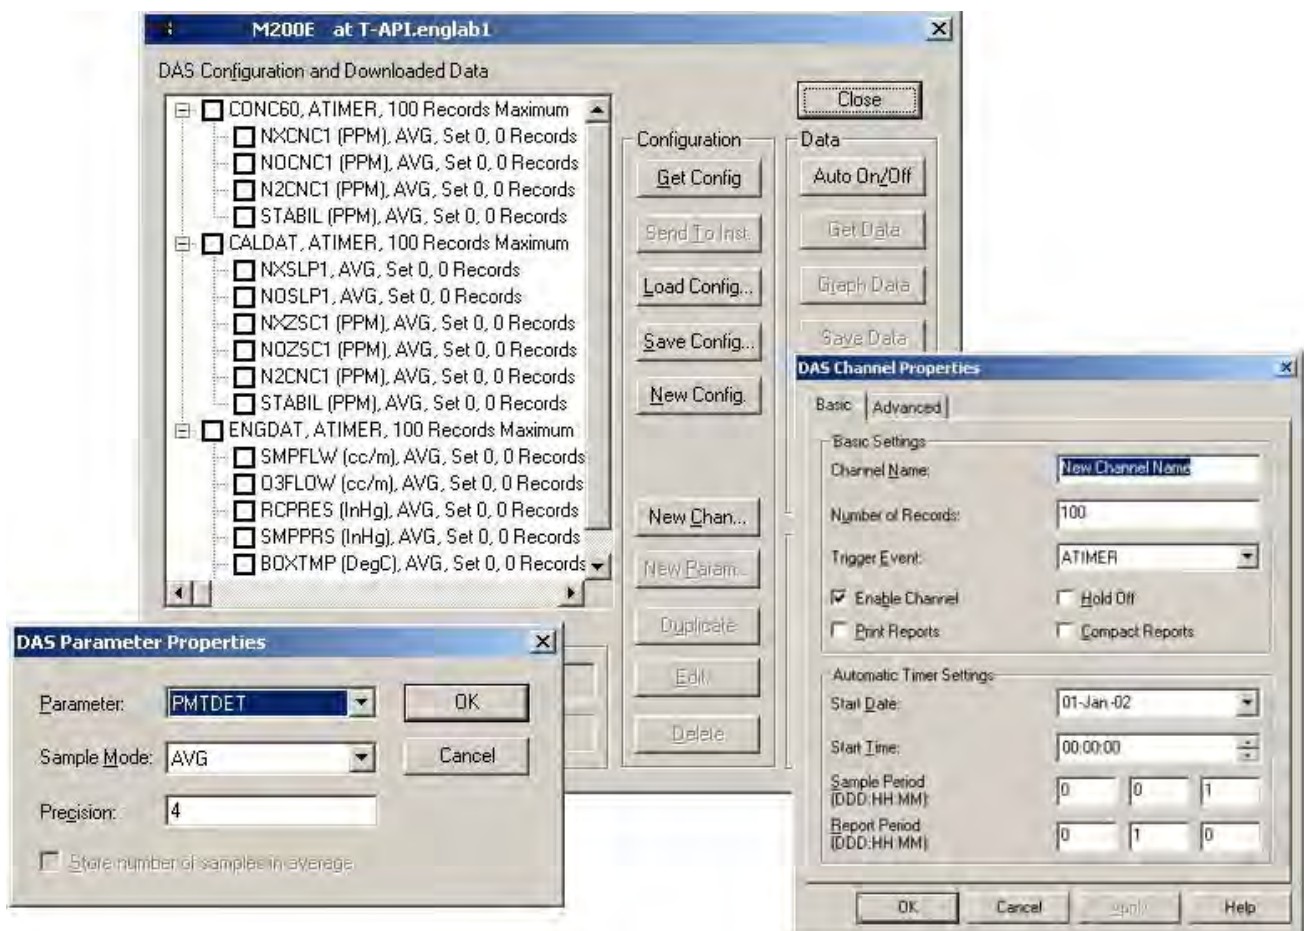 M200E at T-API.englab1
DAS Configuration and Downloaded Data
CONC60, ATIMER, 100 Records Maximum
NXCNC1 (PPM), AVG, Set 0, 0 Records
NOCNC1 (PPM), AVG, Set 0, 0 Records
N2CNC1 (PPM), AVG, Set 0, 0 Records
STABIL (PPM), AVG, Set 0, 0 Records
CALDAT, ATIMER, 100 Records Maximum
NXSLP1, AVG, Set 0, 0 Records
NOSLP1, AVG, Set 0, 0 Records
NXZSC1 (PPM), AVG, Set 0, 0 Records
NOZSC1 (PPM), AVG, Set 0, 0 Records
N2CNC1 (PPM), AVG, Set 0, 0 Records
STABIL (PPM), AVG, Set 0, 0 Records
ENGDAT, ATIMER, 100 Records Maximum
SMPFLW (cc/m), AVG, Set 0, 0 Records
O3FLOW (cc/m), AVG, Set 0, 0 Records
RCPRES (InHg), AVG, Set 0, 0 Records
SMPPRS (InHg), AVG, Set 0, 0 Records
BOXTMP (DegC), AVG, Set 0, 0 Records
Configuration
Get Config
Send To Inst.
Load Config...
Save Config...
New Config.
New Chan...
New Param...
Duplicate
Edit..
Delete
Close
Data
Auto On/Off
Get Data
Graph Data
Save Data
DAS Parameter Properties
Parameter: PMTDET
OK
Sample Mode: AVG
Cancel
Precision: 4
Store number of samples in average
DAS Channel Properties
Basic Advanced
Basic Settings
Channel Name: New Channel Name
Number of Records: 100
Trigger Event: ATIMER
Enable Channel Hold Off
Print Reports Compact Reports
Automatic Timer Settings
Start Date: 01-Jan-02
Start Time: 00:00:00
Sample Period
(DDD:HH:MM) 0 0 1
Report Period
(DDD:HH:MM) 0 1 0
OK Cancel Apply Help